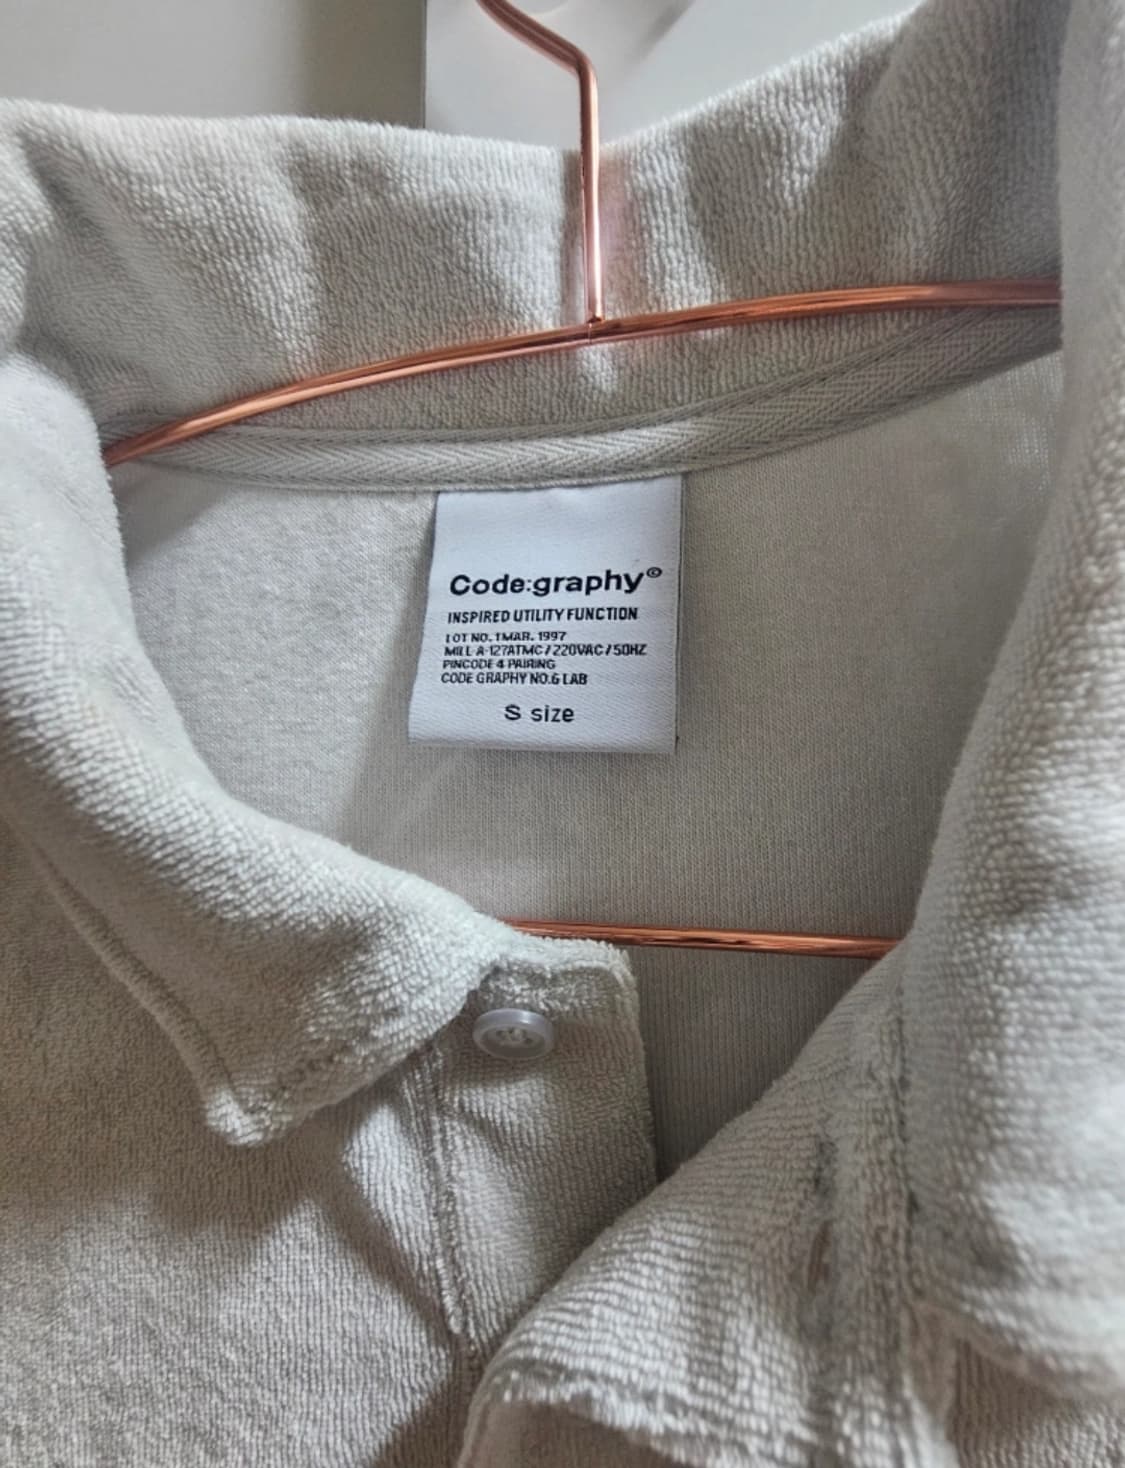 Code:graphy®
INSPIRED UTILITY FUNCTION
LOT NO. 1 MAR. 1997
MILL-A-127ATMC / 220VAC / 50HZ
PINCODE 4 PAIRING
CODE GRAPHY NO.6 LAB
S size